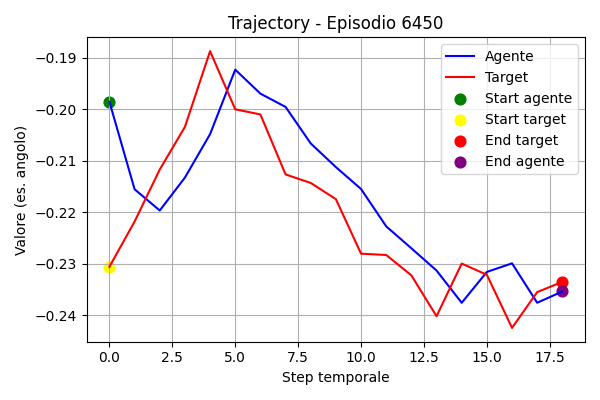 Trajectory - Episodio 6450
Valore (es. angolo)
−0.19
−0.20
−0.21
−0.22
−0.23
−0.24
Agente
Target
Start agente
Start target
End target
End agente
0.0 2.5 5.0 7.5 10.0 12.5 15.0 17.5
Step temporale